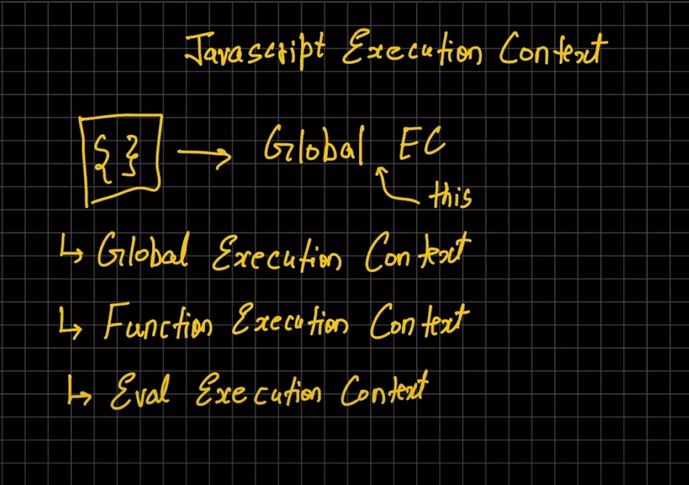 Javascript Execution Context
{} → Global EC
this
↳ Global Execution Context
↳ Function Execution Context
↳ Eval Execution Context